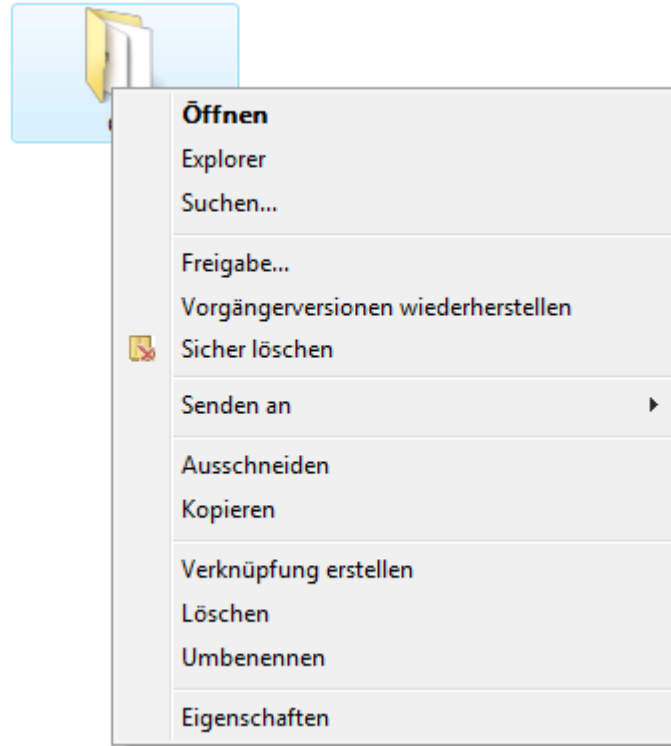 Öffnen
Explorer
Suchen...
Freigabe...
Vorgängerversionen wiederherstellen
Sicher löschen
Senden an
Ausschneiden
Kopieren
Verknüpfung erstellen
Löschen
Umbenennen
Eigenschaften